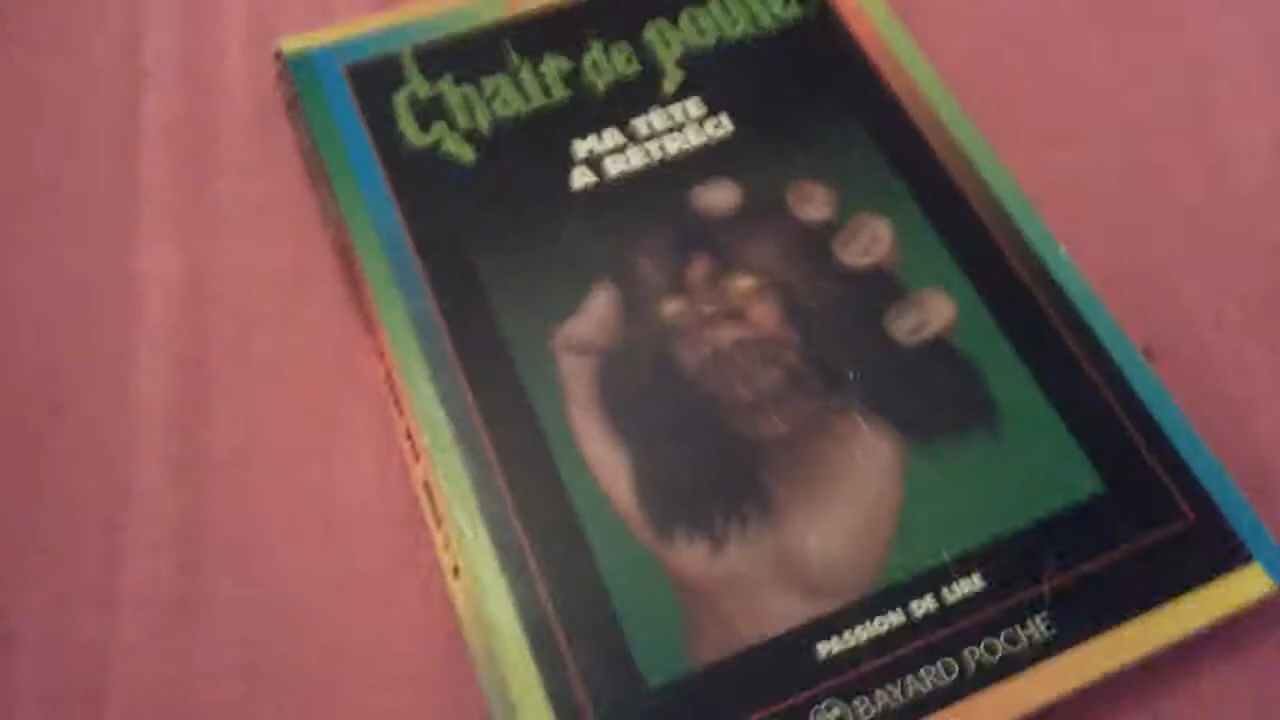 Chair de poule
MA TÊTE
A RÉTRÉCI
PASSION DE LIRE
BAYARD POCHE